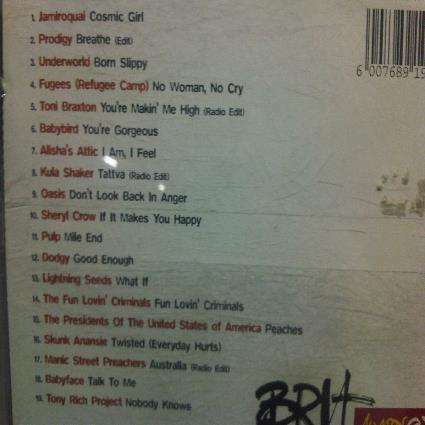 1. Jamiroquai Cosmic Girl
2. Prodigy Breathe (Edit)
3. Underworld Born Slippy
4. Fugees (Refugee Camp) No Woman, No Cry
5. Toni Braxton You're Makin' Me High (Radio Edit)
6. Babybird You're Gorgeous
7. Alisha's Attic I Am, I Feel
8. Kula Shaker Tattva (Radio Edit)
9. Oasis Don't Look Back In Anger
10. Sheryl Crow If It Makes You Happy
11. Pulp Mile End
12. Dodgy Good Enough
13. Lightning Seeds What If
14. The Fun Lovin' Criminals Fun Lovin' Criminals
15. The Presidents Of The United States of America Peaches
16. Skunk Anansie Twisted (Everyday Hurts)
17. Manic Street Preachers Australia (Radio Edit)
18. Babyface Talk To Me
19. Tony Rich Project Nobody Knows
6 007689 19
BRIT